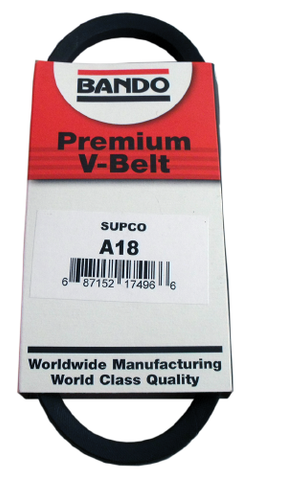 BANDO
Premium
V-Belt
SUPCO
A18
6 87152 17496 6
Worldwide Manufacturing
World Class Quality